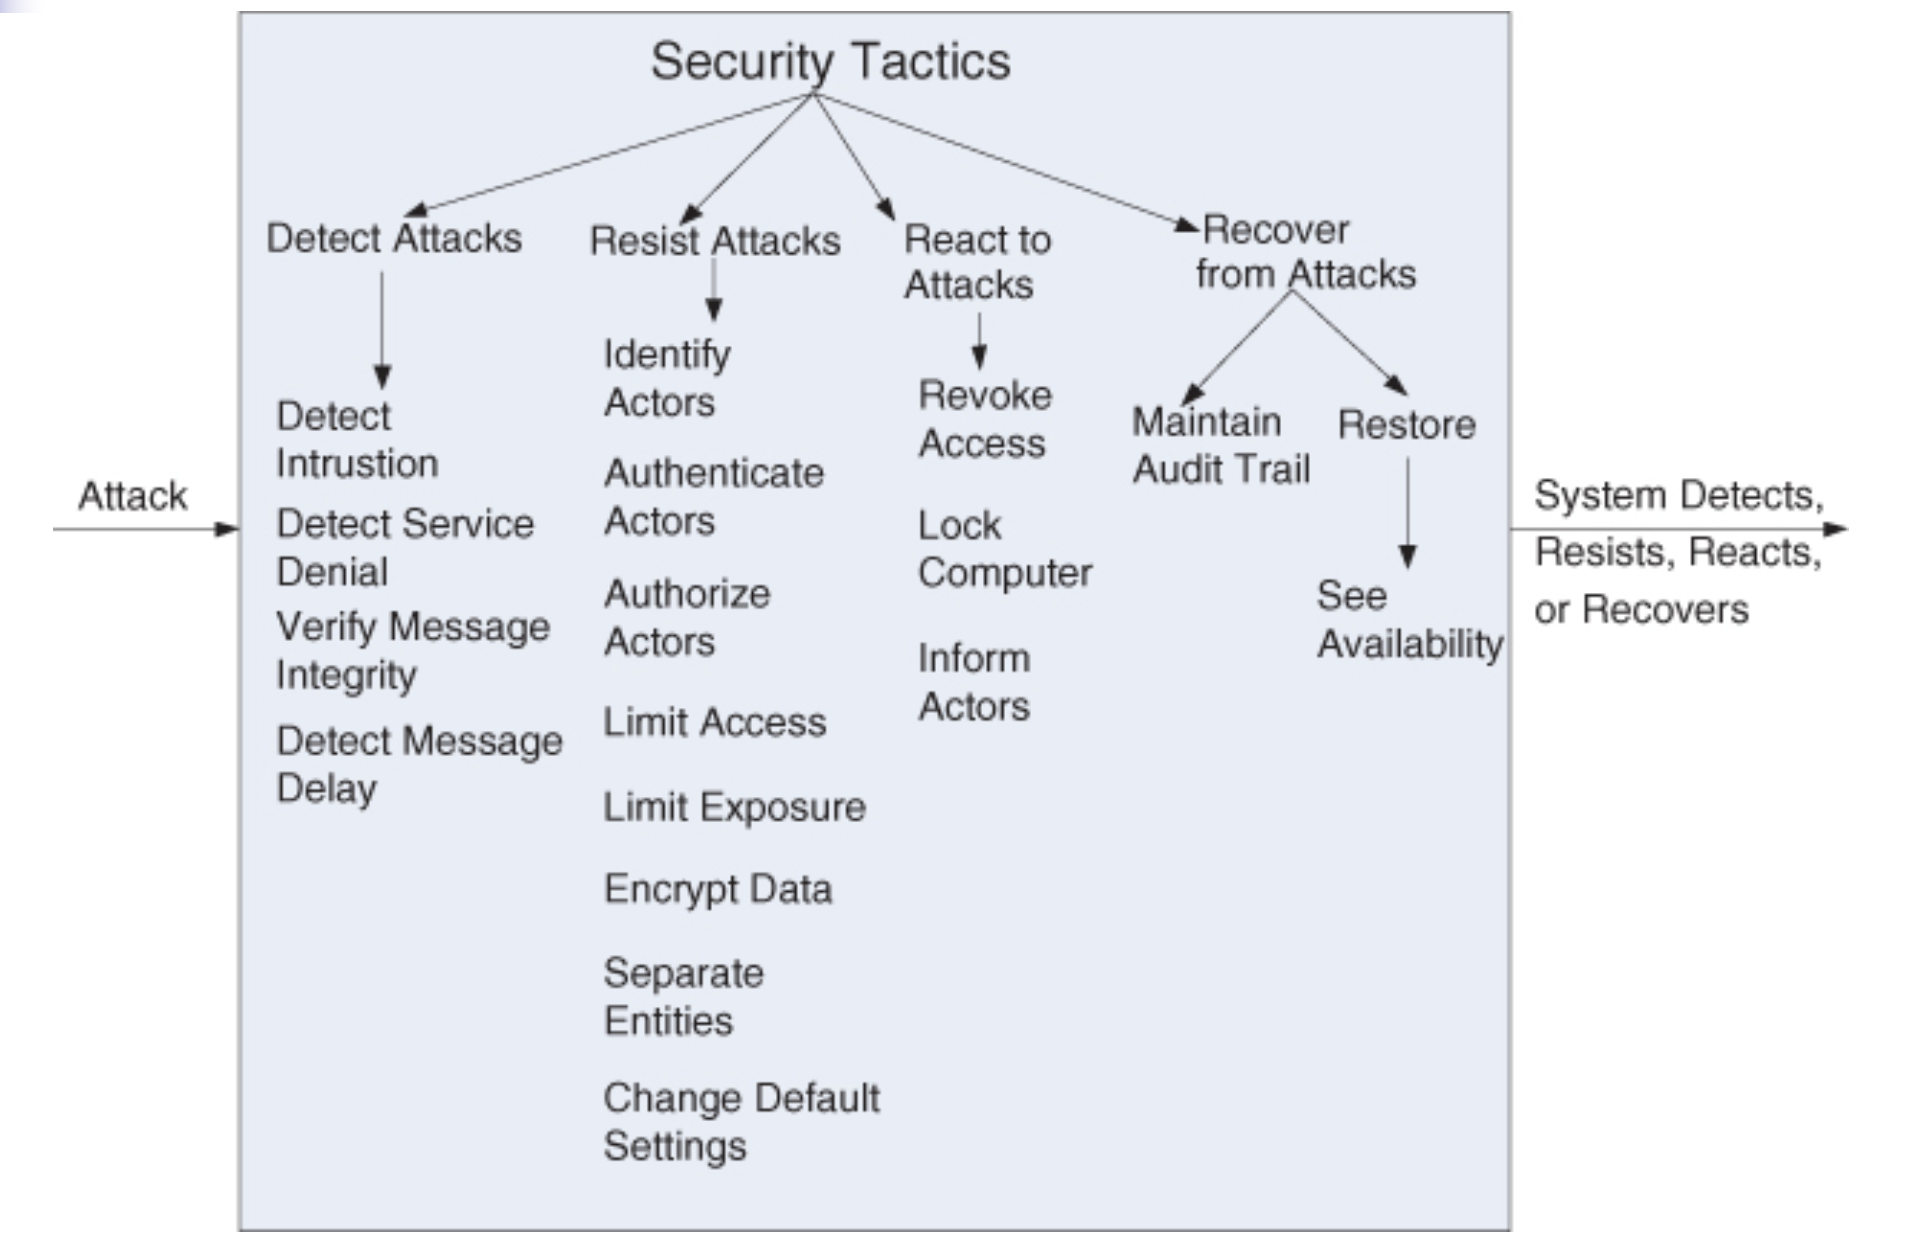 Security Tactics
Detect Attacks
Detect
Intrustion
Detect Service
Denial
Verify Message
Integrity
Detect Message
Delay
Resist Attacks
Identify
Actors
Authenticate
Actors
Authorize
Actors
Limit Access
Limit Exposure
Encrypt Data
Separate
Entities
Change Default
Settings
React to
Attacks
Revoke
Access
Lock
Computer
Inform
Actors
Recover
from Attacks
Maintain
Audit Trail
Restore
See
Availability
Attack
System Detects,
Resists, Reacts,
or Recovers